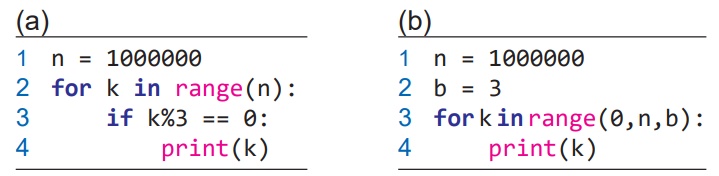 (a)
1 n = 1000000
2 for k in range(n):
3 if k%3 == 0:
4 print(k)
(b)
1 n = 1000000
2 b = 3
3 for k in range(0,n,b):
4 print(k)